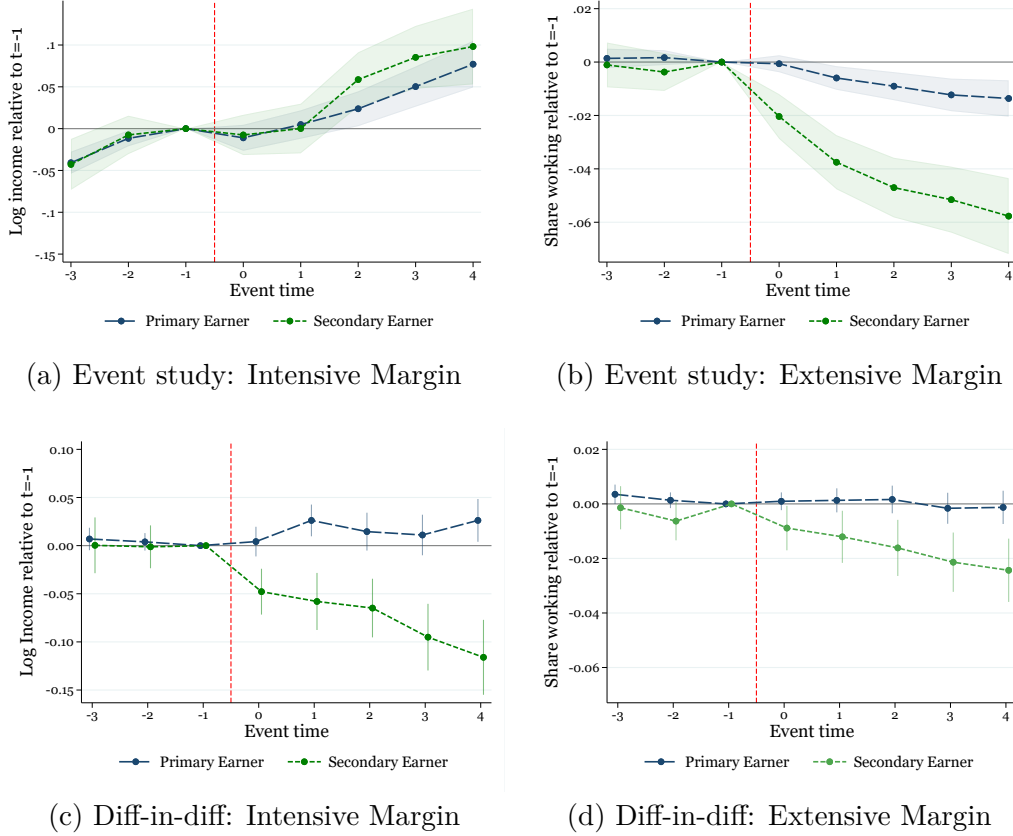 Log income relative to t=-1
.1
.05
0
-.05
-.1
-.15
-3 -2 -1 0 1 2 3 4
Event time
Primary Earner Secondary Earner
(a) Event study: Intensive Margin
Share working relative to t=-1
.02
0
-.02
-.04
-.06
-3 -2 -1 0 1 2 3 4
Event time
Primary Earner Secondary Earner
(b) Event study: Extensive Margin
Log Income relative to t=-1
0.10
0.05
0.00
-0.05
-0.10
-0.15
-3 -2 -1 0 1 2 3 4
Event time
Primary Earner Secondary Earner
(c) Diff-in-diff: Intensive Margin
Share working relative to t=-1
0.02
0.00
-0.02
-0.04
-0.06
-3 -2 -1 0 1 2 3 4
Event time
Primary Earner Secondary Earner
(d) Diff-in-diff: Extensive Margin